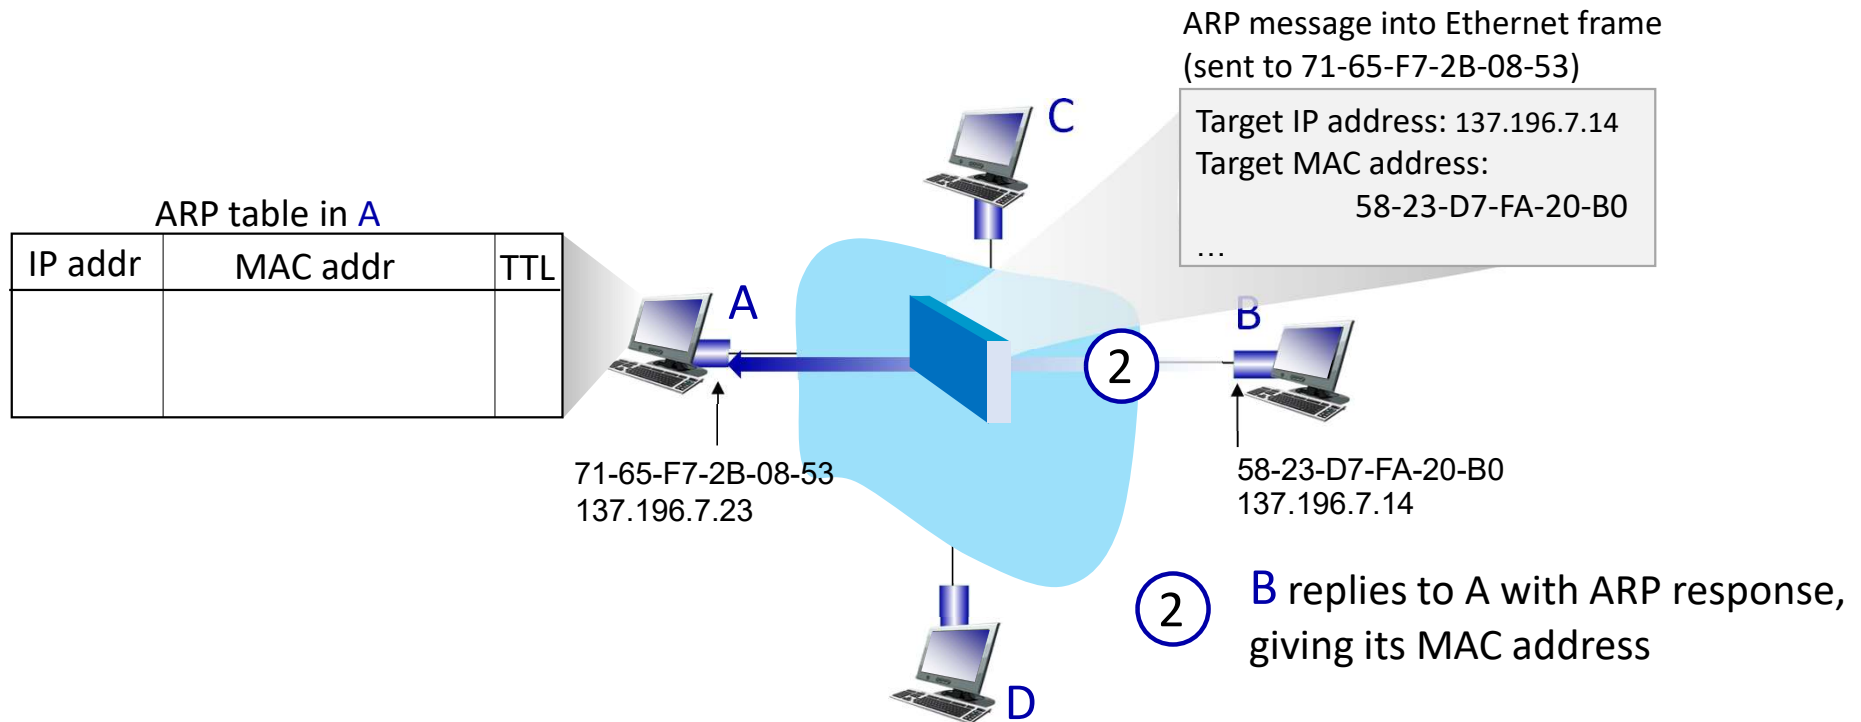 ARP message into Ethernet frame
(sent to 71-65-F7-2B-08-53)
Target IP address: 137.196.7.14
Target MAC address:
58-23-D7-FA-20-B0
...
C
ARP table in A
IP addr MAC addr TTL
A
B
2
71-65-F7-2B-08-53
137.196.7.23
58-23-D7-FA-20-B0
137.196.7.14
D
2 B replies to A with ARP response,
giving its MAC address